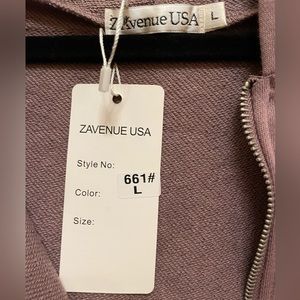 ZAvenue USA L
ZAVENUE USA
Style No:
661#
Color:
L
Size: